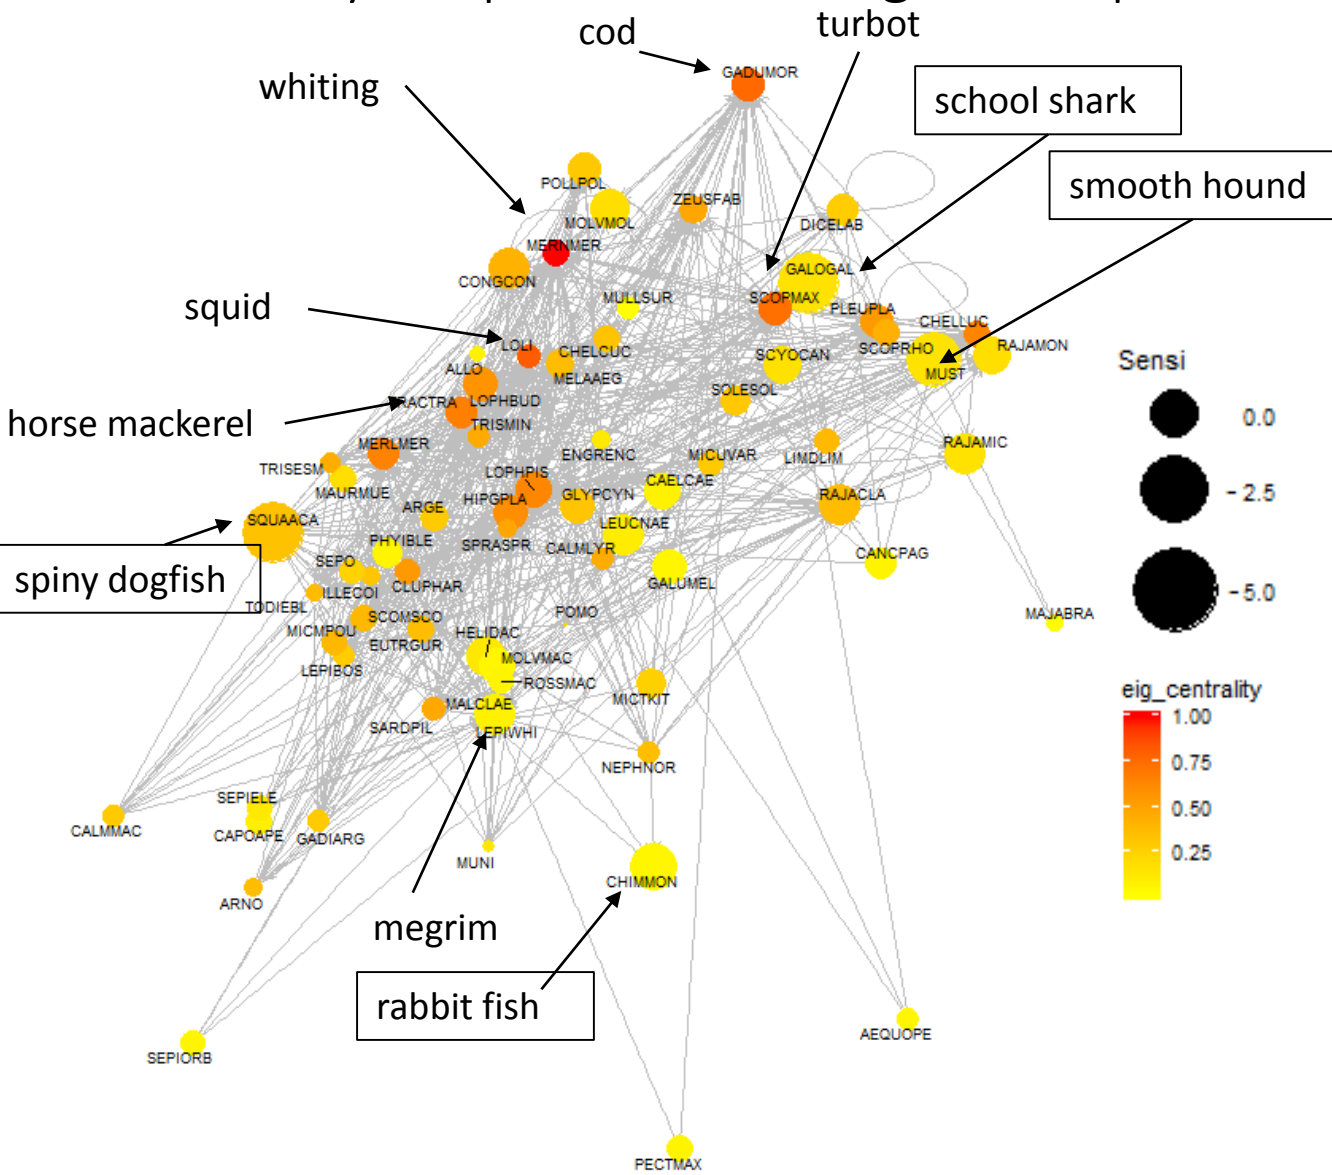 cod
turbot
GADUMOR
whiting
school shark
smooth hound
POLLPOL
MOLVMOL
ZEUSFAB
DICELAB
MERNMER
CONGCON
GALOGAL
MULLSUR
SCOPMAX
PLEUPLA
squid
CHELLUC
LOLI
CHELCUC
SCOPRHO
RAJAMON
ALLO
MELAAEG
SCYOCAN
MUST
Sensi
SOLESOL
RACTRA
LOPHBUD
0.0
horse mackerel
TRISMIN
MERLMER
ENGRENC
MICUVAR
LIMDLIM
RAJAMIC
TRISESM
LOPHPIS
CAELCAE
MAURMUE
HIPGPLA
GLYPCYN
RAJACLA
-2.5
ARGE
SQUAACA
LEUCNAE
PHYIBLE
SPRASPR
CALMLYR
CANCPAG
SEPO
spiny dogfish
CLUPHAR
GALUMEL
ILLECOI
-5.0
TODIEBL
SCOMSCO
POMO
MAJABRA
MICMPOU
EUTRGUR
HELIDAC
LEPIBOS
MOLVMAC
ROSSMAC
eig_centrality
MALCLAE
MICTKIT
1.00
SARDPIL
LEPIWHI
0.75
NEPHNOR
SEPIELE
0.50
CALMMAC
CAPOAPE
GADIARG
0.25
MUNI
CHIMMON
ARNO
megrim
rabbit fish
AEQUOPE
SEPIORB
PECTMAX